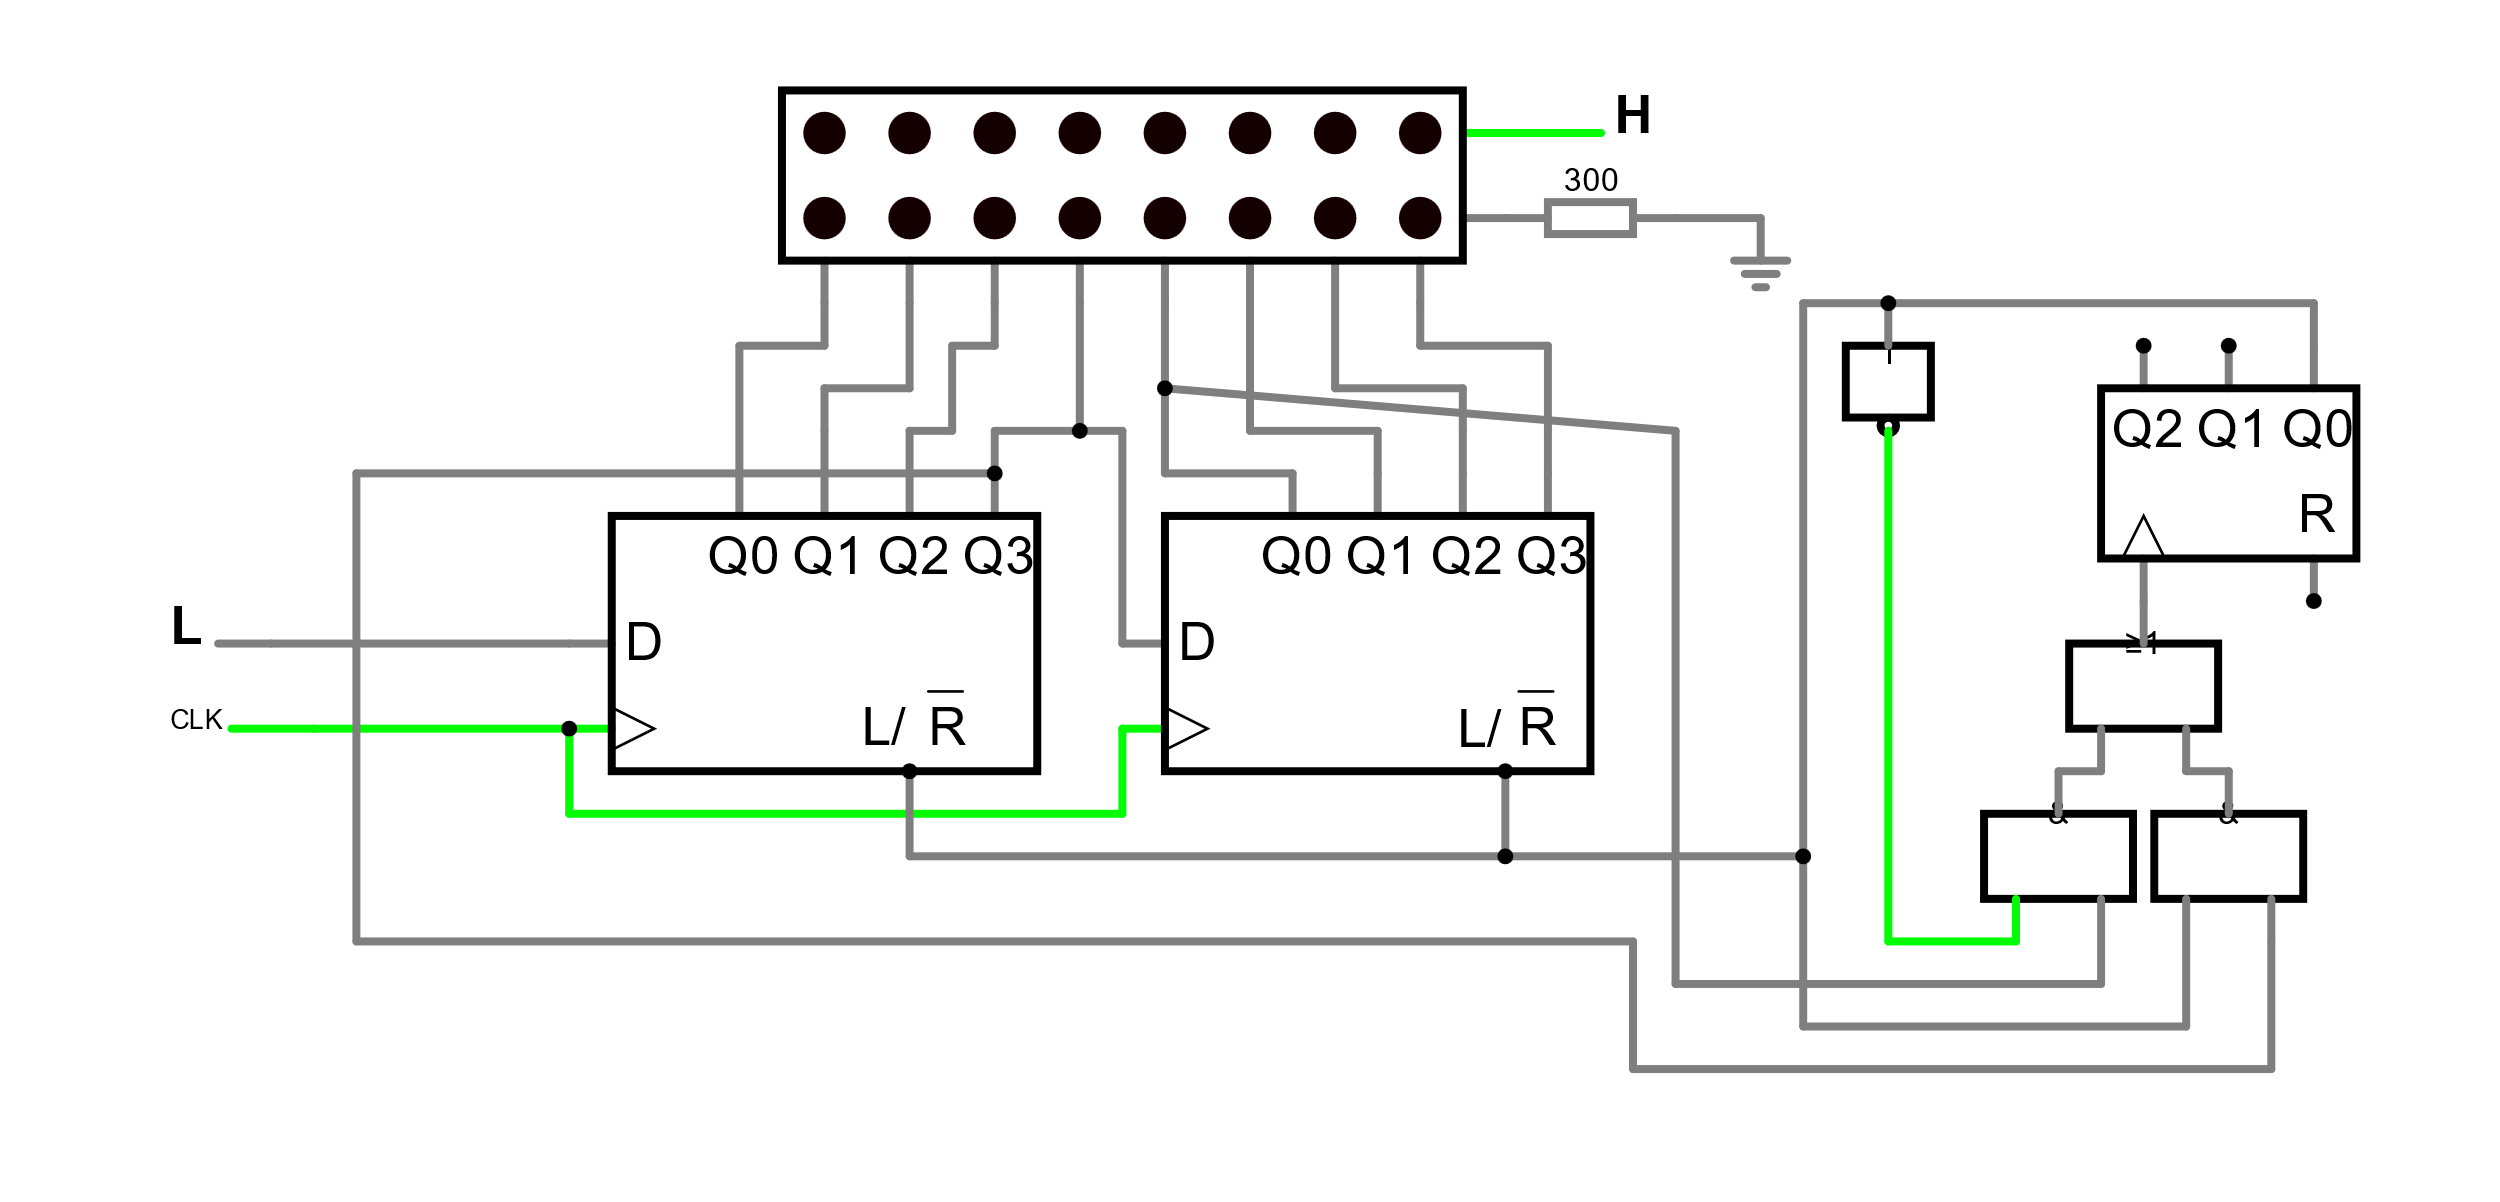 H
300
Q2 Q1 Q0
R
Q0 Q1 Q2 Q3
Q0 Q1 Q2 Q3
L
D
D
≥1
CLK
L/ R̅
L/ R̅